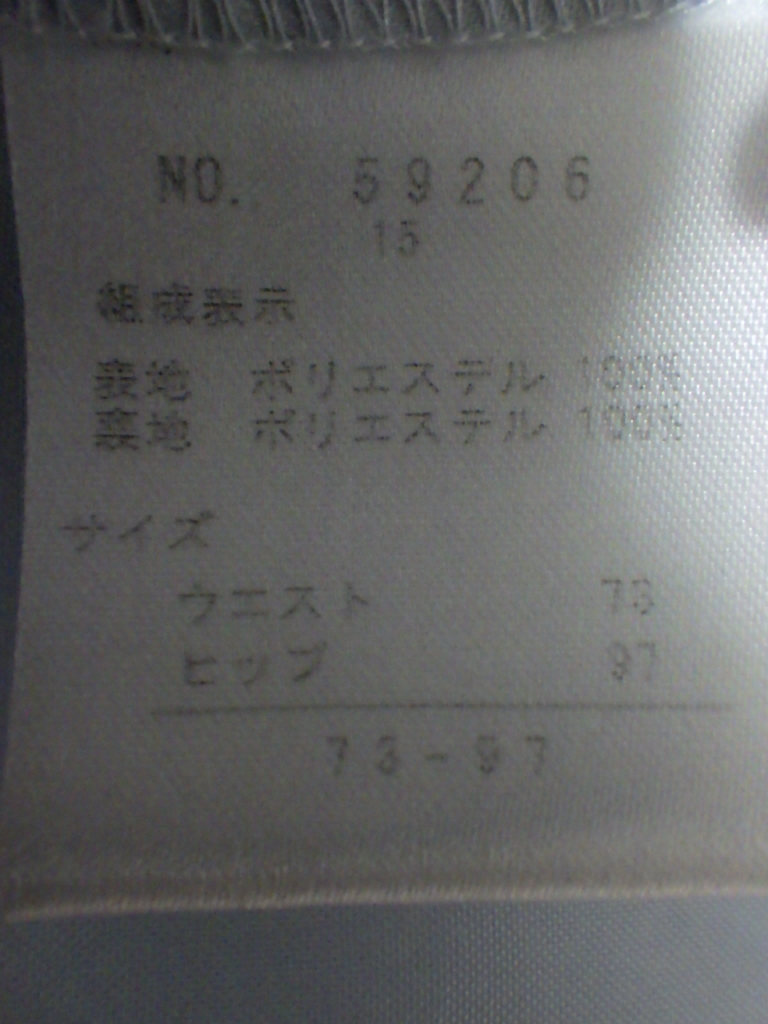 NO. 59206
15
組成表示
表地 ポリエステル 100%
裏地 ポリエステル 100%
サイズ
ウエスト 73
ヒップ 97
73-97